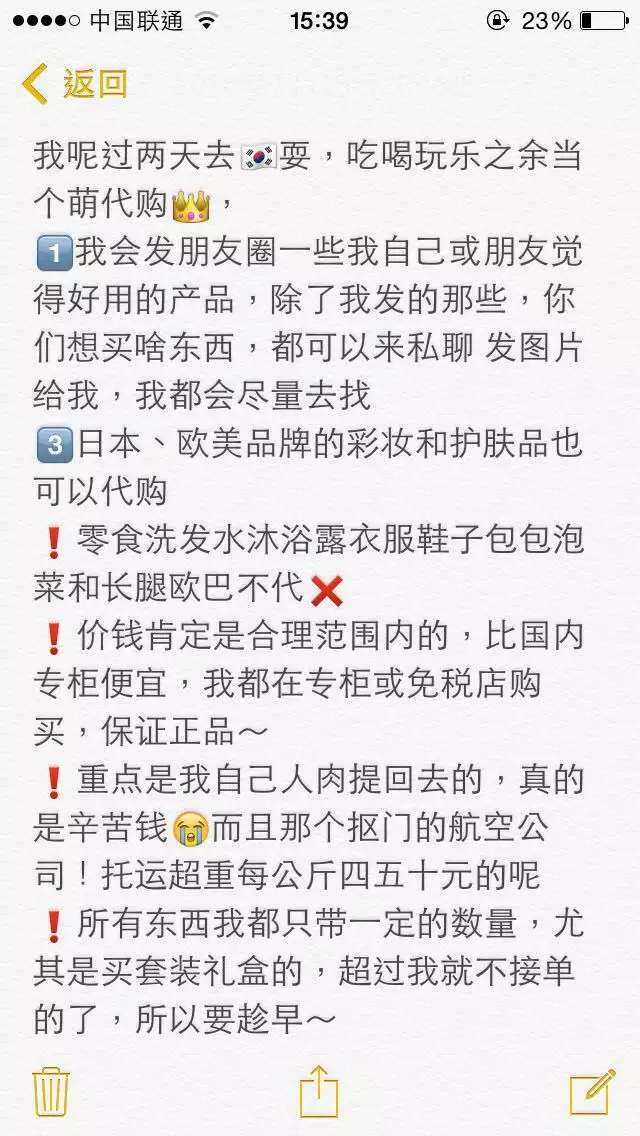 中国联通 15:39 23%
返回
我呢过两天去🇰🇷耍，吃喝玩乐之余当
个萌代购👑，
1️⃣我会发朋友圈一些我自己或朋友觉
得好用的产品，除了我发的那些，你
们想买啥东西，都可以来私聊 发图片
给我，我都会尽量去找
3️⃣日本、欧美品牌的彩妆和护肤品也
可以代购
❗零食洗发水沐浴露衣服鞋子包包泡
菜和长腿欧巴不代❌
❗价钱肯定是合理范围内的，比国内
专柜便宜，我都在专柜或免税店购
买，保证正品～
❗重点是我自己人肉提回去的，真的
是辛苦钱😭而且那个抠门的航空公
司！托运超重每公斤四五十元的呢
❗所有东西我都只带一定的数量，尤
其是买套装礼盒的，超过我就不接单
的了，所以要趁早～